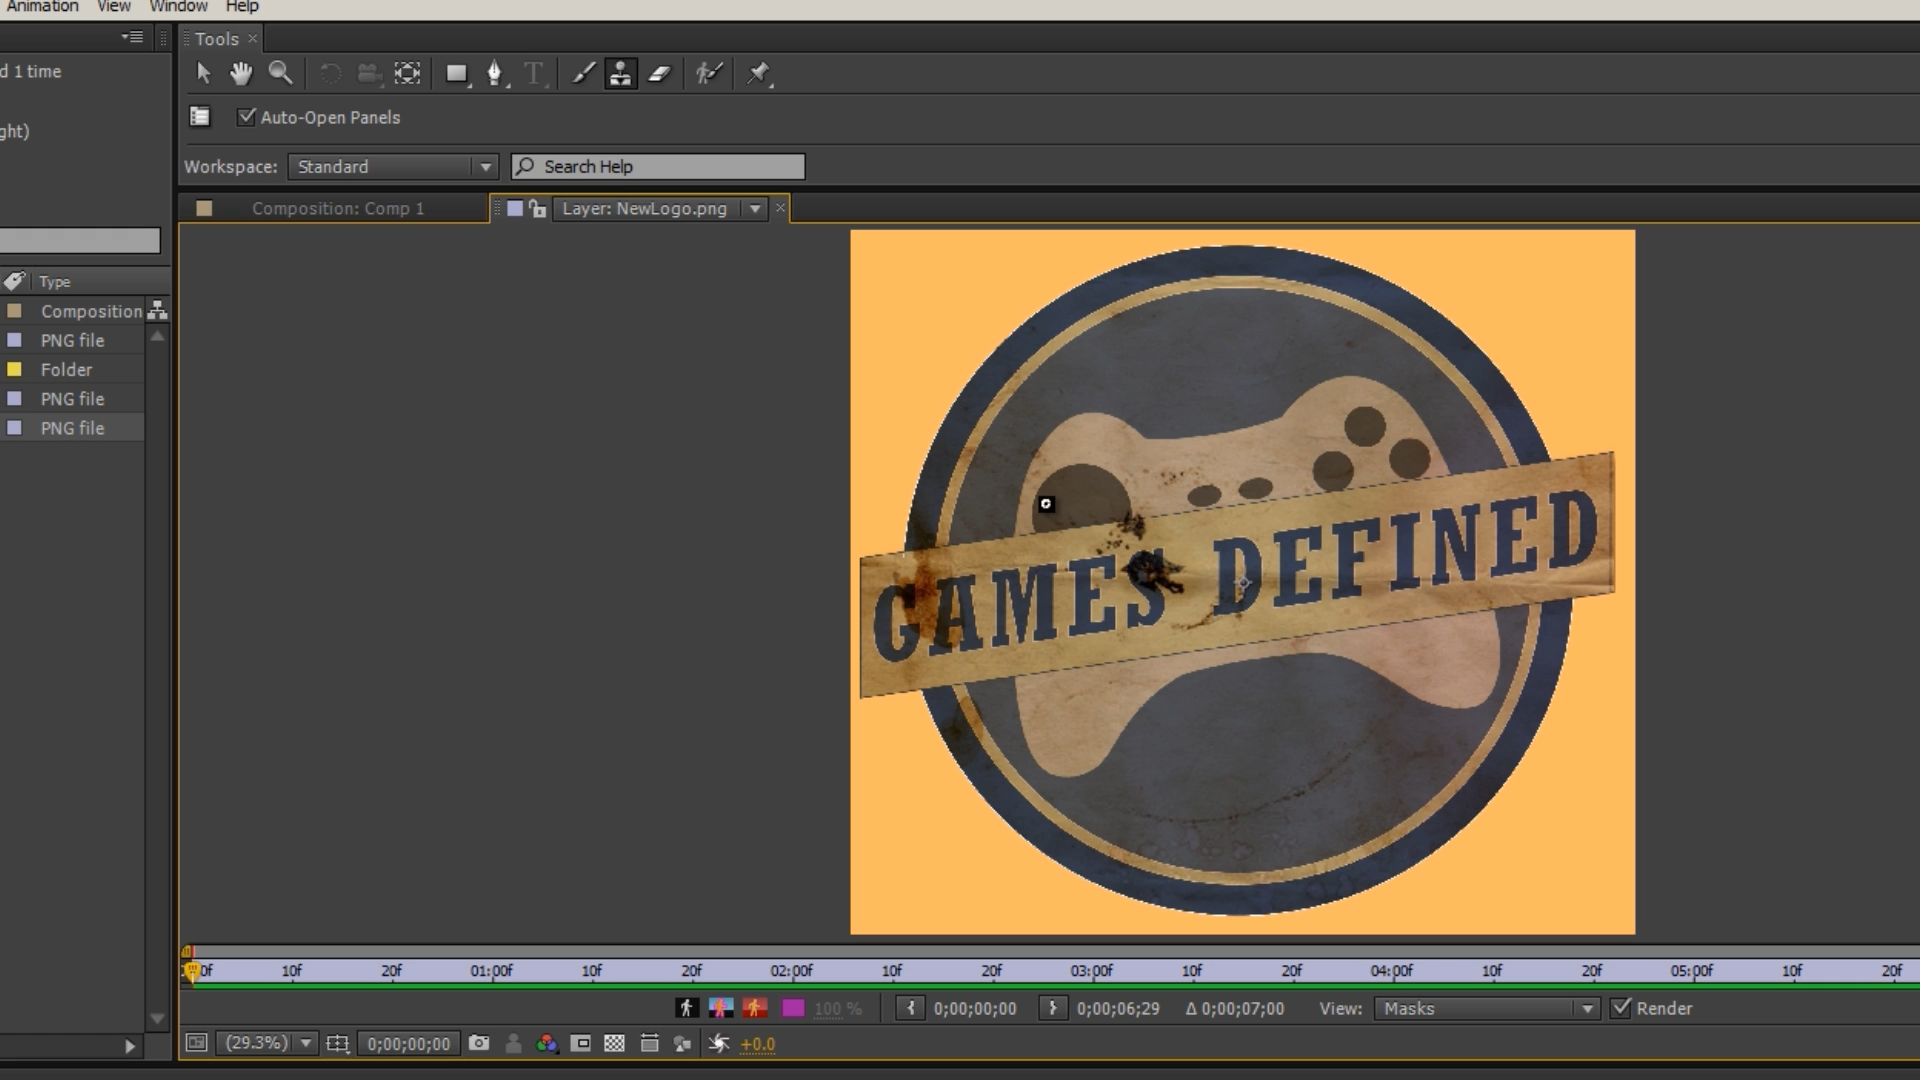 Animation View Window Help
Tools
d 1 time
ght)
Auto-Open Panels
Workspace: Standard Search Help
Composition: Comp 1 Layer: NewLogo.png
Type
Composition
PNG file
Folder
PNG file
PNG file
GAMES DEFINED
0f 10f 20f 01:00f 10f 20f 02:00f 10f 20f 03:00f 10f 20f 04:00f 10f 20f 05:00f 10f 20f
100 % 0;00;00;00 0;00;06;29 Δ 0;00;07;00 View: Masks Render
(29.3%) 0;00;00;00 +0.0